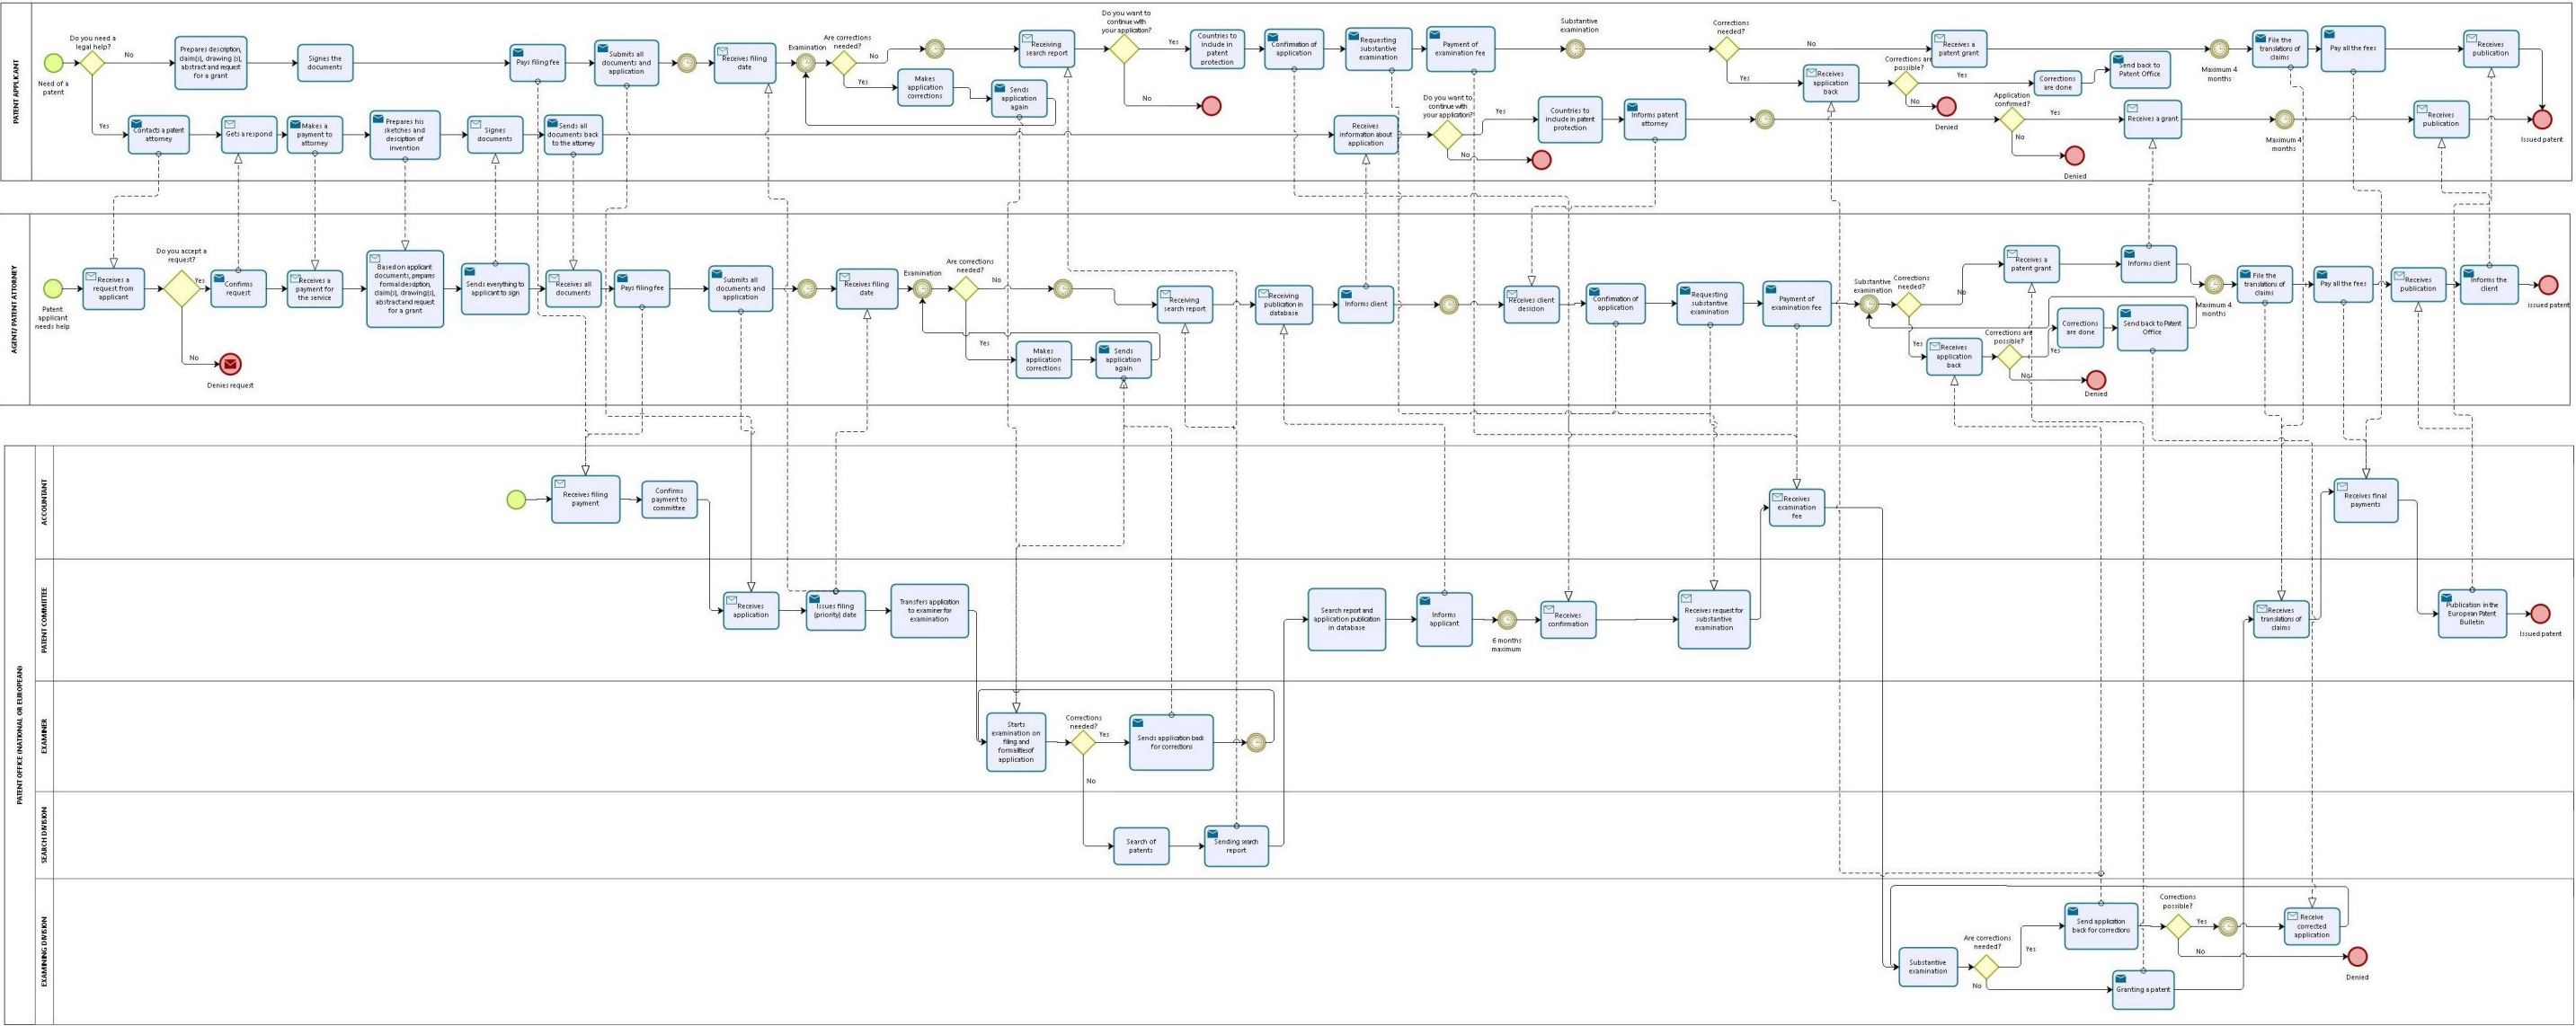 PATENT APPLICANT
Do you need a
legal help?
No
Yes
Need of a
patent
Prepares description,
claim(s), drawing (s),
abstract and request
for a grant
Signes the
documents
Pays filing fee
Submits all
documents and
application
Receives filing
date
Examination
Are corrections
needed?
No
Yes
Makes
application
corrections
Sends
application
again
Receiving
search report
Do you want to
continue with
your application?
Yes
No
Countries to
include in
patent
protection
Confirmation of
application
Requesting
substantive
examination
Payment of
examination fee
Substantive
examination
Corrections
needed?
No
Yes
Receives
application
back
Corrections are
possible?
Yes
No
Denied
Receives a
patent grant
Corrections
are done
Send back to
Patent Office
Maximum 4
months
File the
translations of
claims
Pay all the fees
Receives
publication
Contacts a patent
attorney
Gets a respond
Makes a
payment to
attorney
Prepares his
sketches and
desciption of
invention
Signes
documents
Sends all
documents back
to the attorney
Receives
information about
application
Do you want to
continue with
your application?
Yes
No
Countries to
include in patent
protection
Informs patent
attorney
Application
confirmed?
Yes
No
Denied
Receives a grant
Maximum 4
months
Receives
publication
Issued patent
AGENT/ PATENT ATTORNEY
Patent
applicant
needs help
Receives a
request from
applicant
Do you accept a
request?
Yes
No
Denies request
Confirms
request
Receives a
payment for
the service
Based on applicant
documents, prepares
formal desciption,
claim(s), drawing(s),
abstract and request
for a grant
Sends everything to
applicant to sign
Receives all
documents
Pays filing fee
Submits all
documents and
application
Receives filing
date
Examination
Are corrections
needed?
No
Yes
Makes
application
corrections
Sends
application
again
Receiving
search report
Receiving
publication in
database
Informs client
Receives client
desicion
Confirmation of
application
Requesting
substantive
examination
Payment of
examination fee
Substantive
examination
Corrections
needed?
No
Yes
Receives a
patent grant
Informs client
Receives
application
back
Corrections are
possible?
Yes
No
Denied
Corrections
are done
Send back to Patent
Office
Maximum 4
months
File the
translations of
claims
Pay all the fees
Receives
publication
Informs the
client
issued patent
PATENT OFFICE (NATIONAL OR EUROPEAN)
ACCOUNTANT
Receives filing
payment
Confirms
payment to
committee
Receives
examination
fee
Receives final
payments
PATENT COMMITTEE
Receives
application
Issues filing
(priority) date
Transfers application
to examiner for
examination
Search report and
application publication
in database
Informs
applicant
6 months
maximum
Receives
confirmation
Receives request for
substantive
examination
Receives
translations of
claims
Publication in the
European Patent
Bulletin
Issued patent
EXAMINER
Starts
examination on
filing and
formalities of
application
Corrections
needed?
Yes
No
Sends application back
for corrections
SEARCH DIVISION
Search of
patents
Sending search
report
EXAMINING DIVISION
Substantive
examination
Are corrections
needed?
Yes
No
Send application
back for corrections
Corrections
possible?
Yes
No
Receive
corrected
application
Denied
Granting a patent